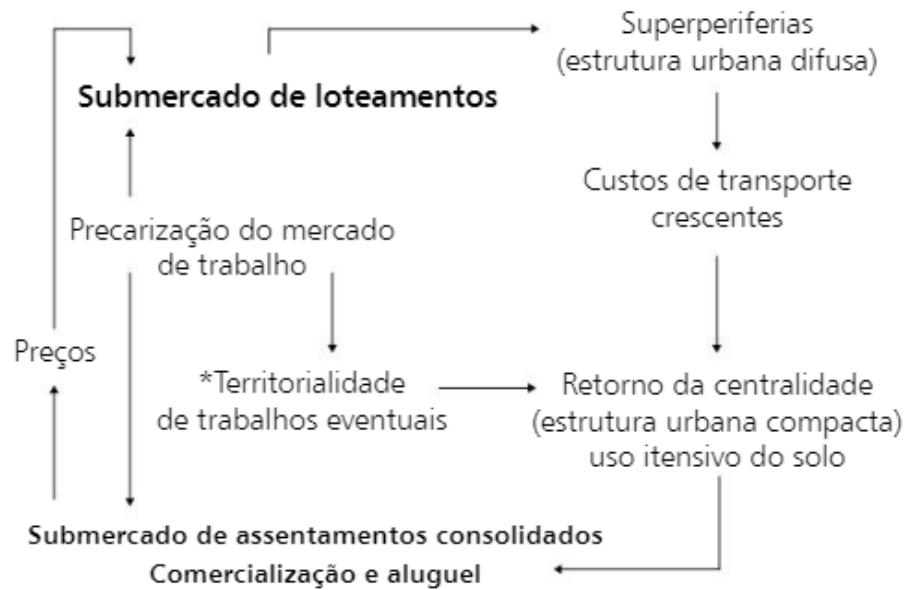 Superperiferias
(estrutura urbana difusa)
Submercado de loteamentos
Custos de transporte
crescentes
Precarização do mercado
de trabalho
Preços
*Territorialidade
de trabalhos eventuais
Retorno da centralidade
(estrutura urbana compacta)
uso itensivo do solo
Submercado de assentamentos consolidados
Comercialização e aluguel